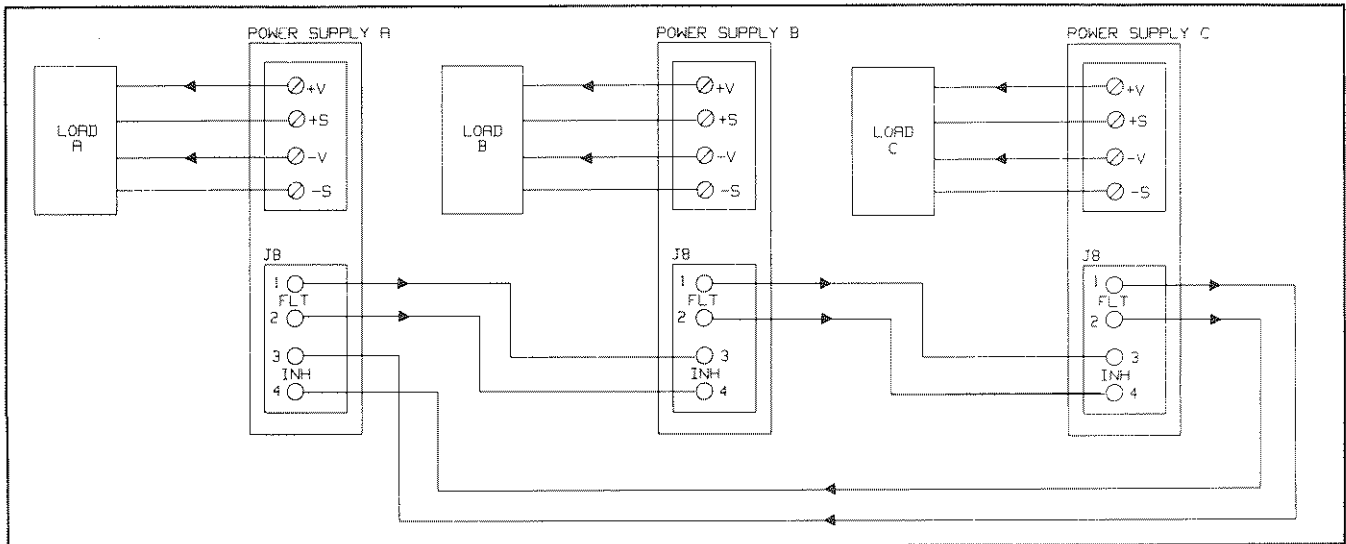 POWER SUPPLY A
LOAD
A
+V
+S
-V
-S
J8
1
FLT
2
3
INH
4
POWER SUPPLY B
LOAD
B
+V
+S
-V
-S
J8
1
FLT
2
3
INH
4
POWER SUPPLY C
LOAD
C
+V
+S
-V
-S
J8
1
FLT
2
3
INH
4